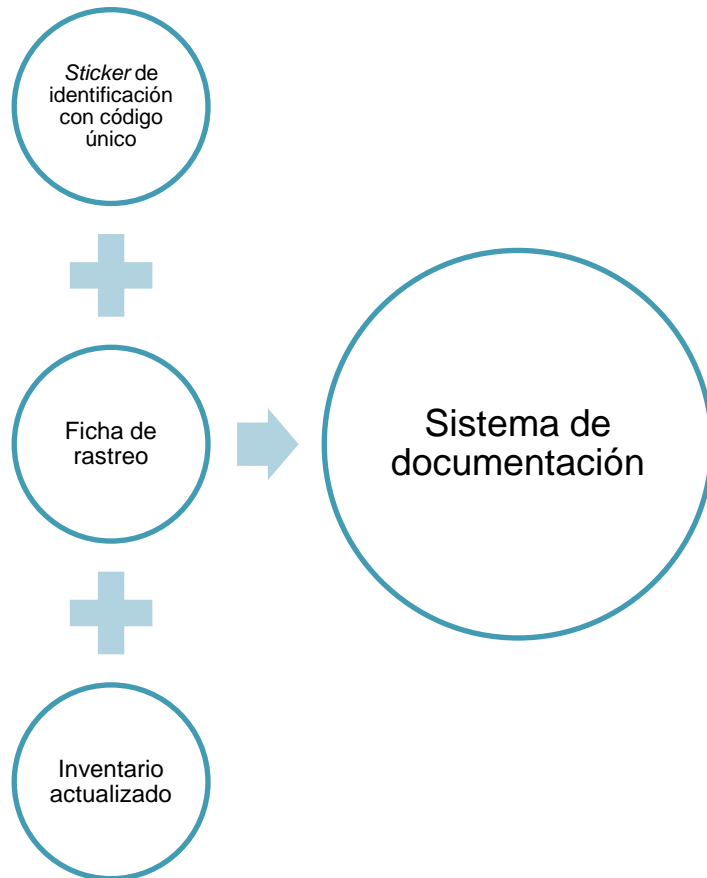 Sticker de
identificación
con código
único
Ficha de
rastreo
Sistema de
documentación
Inventario
actualizado